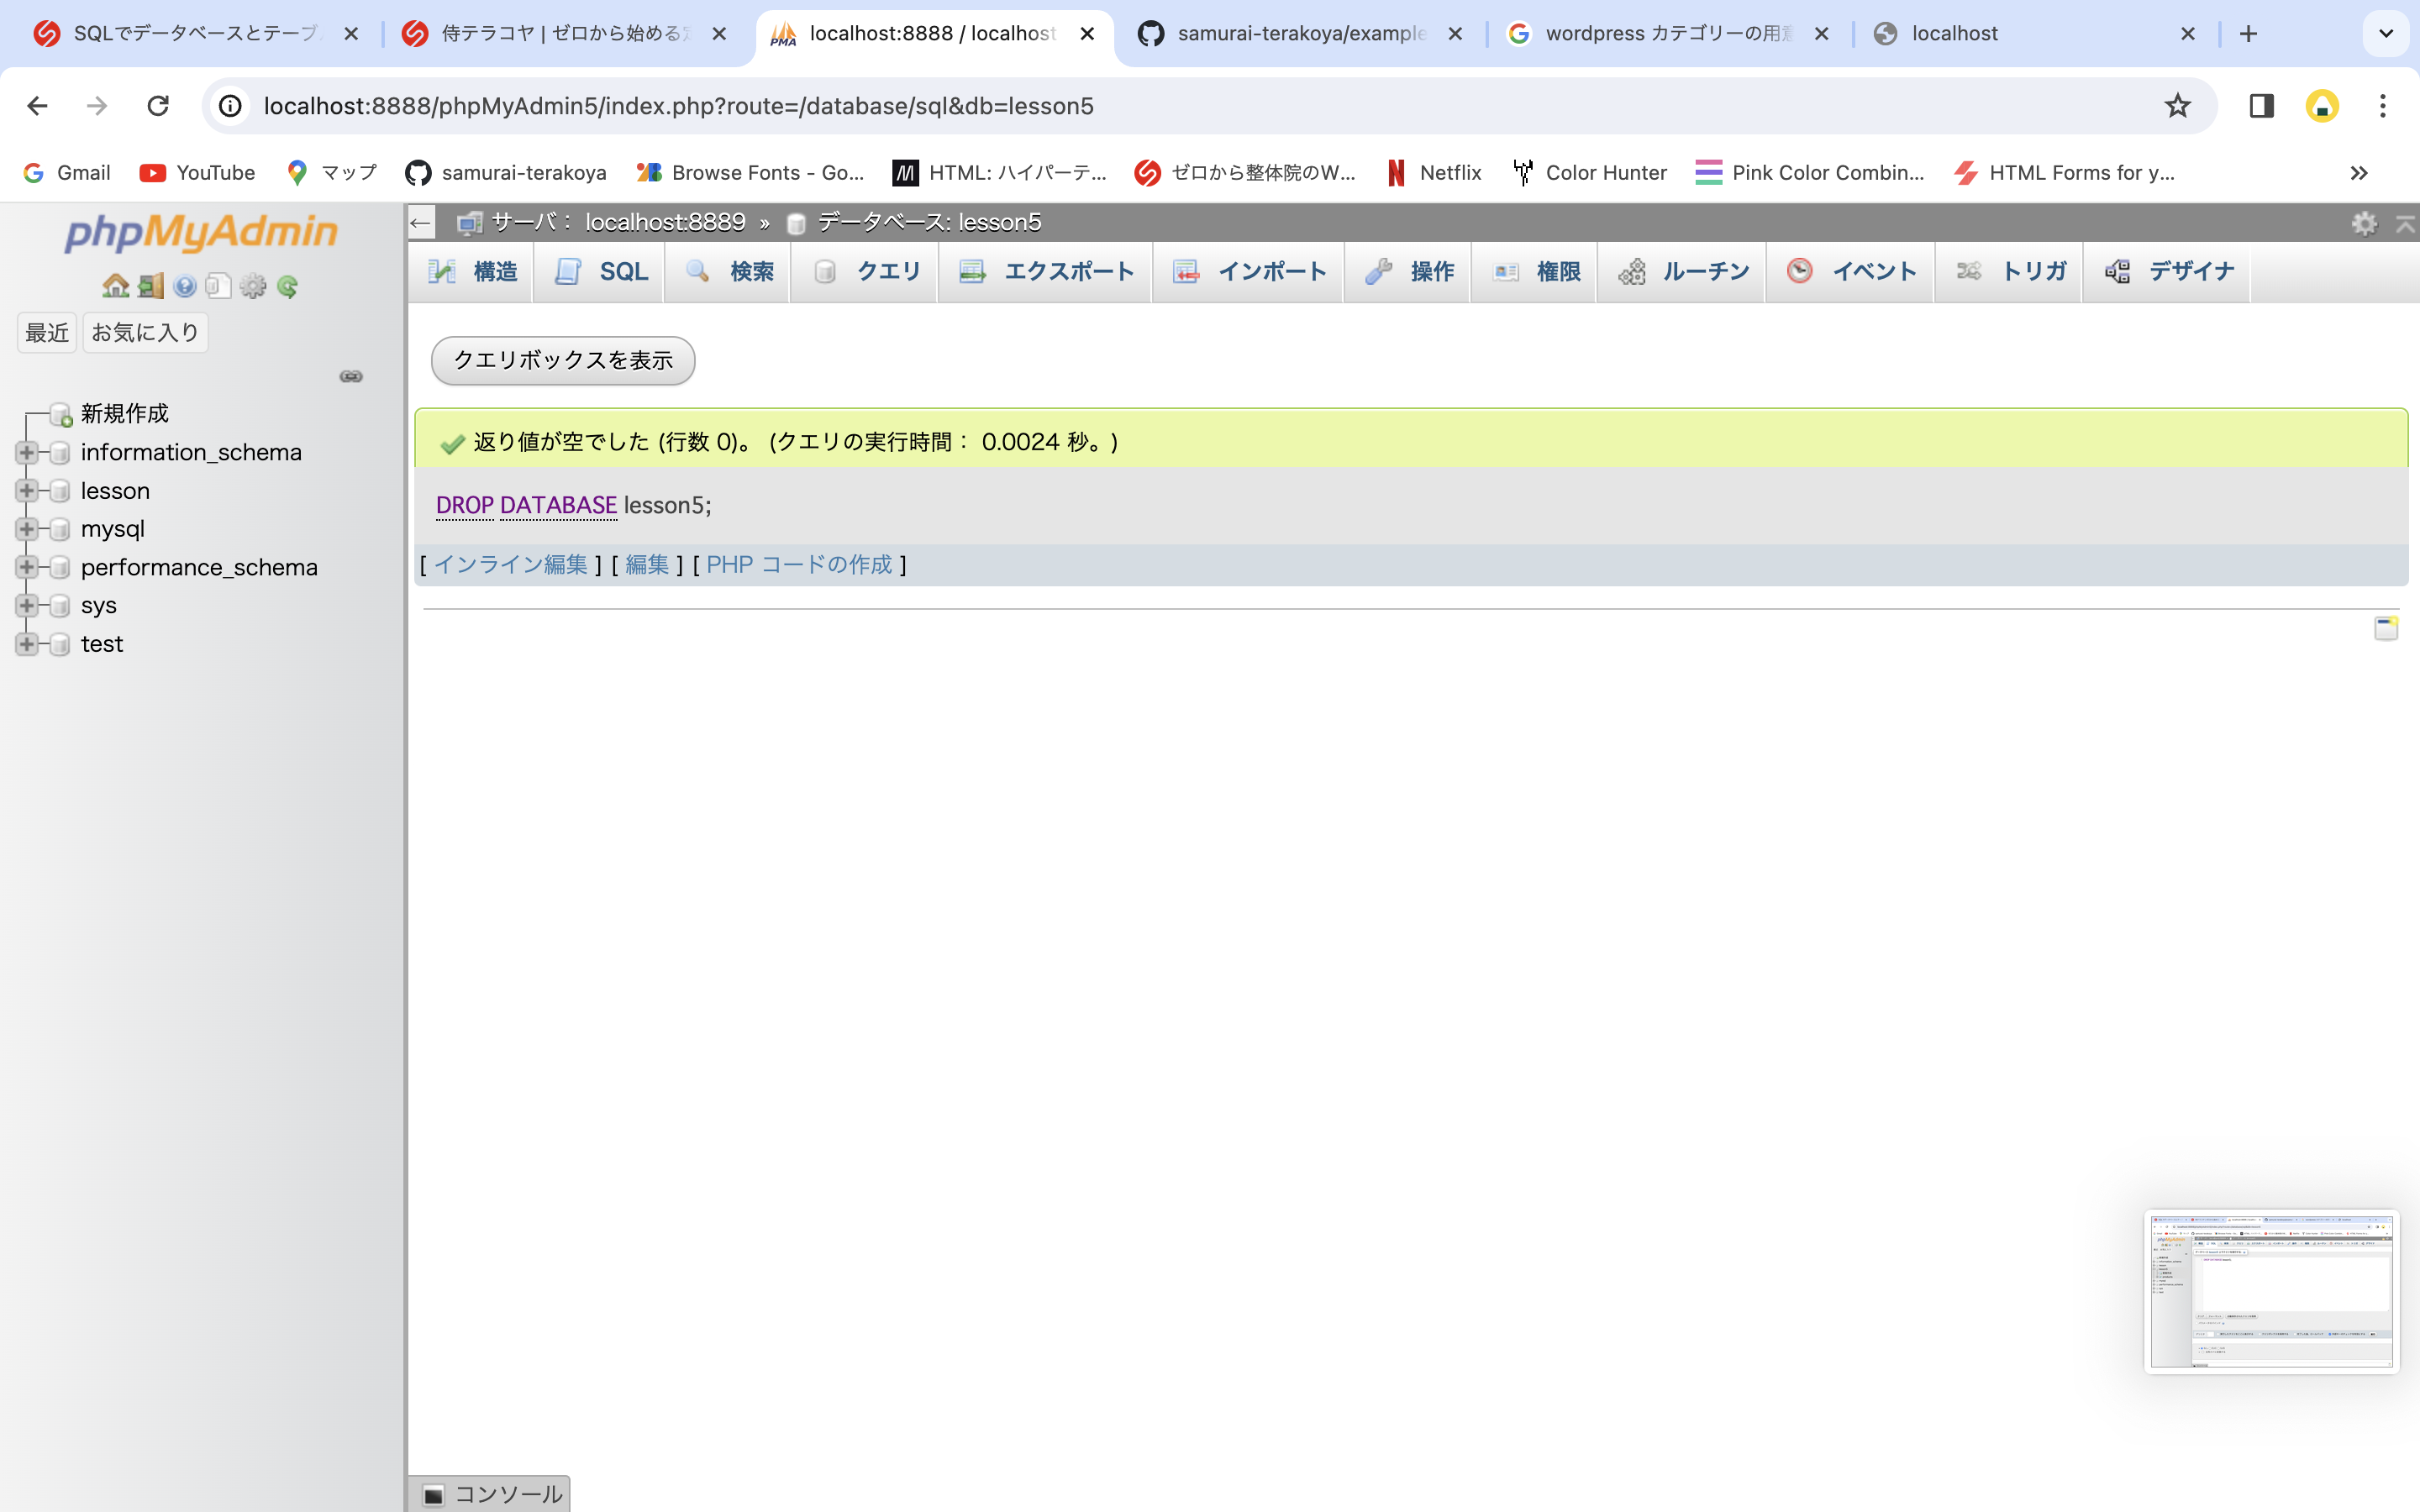 SQLでデータベースとテーブ
侍テラコヤ | ゼロから始める
localhost:8888 / localhost
samurai-terakoya/example
wordpress カテゴリーの用意
localhost
localhost:8888/phpMyAdmin5/index.php?route=/database/sql&db=lesson5
Gmail
YouTube
マップ
samurai-terakoya
Browse Fonts - Go...
HTML: ハイパーテ...
ゼロから整体院のW...
Netflix
Color Hunter
Pink Color Combin...
HTML Forms for y...
phpMyAdmin
最近
お気に入り
新規作成
information_schema
lesson
mysql
performance_schema
sys
test
サーバ： localhost:8889 » データベース: lesson5
構造
SQL
検索
クエリ
エクスポート
インポート
操作
権限
ルーチン
イベント
トリガ
デザイナ
クエリボックスを表示
返り値が空でした (行数 0)。 (クエリの実行時間： 0.0024 秒。)
DROP DATABASE lesson5;
[ インライン編集 ] [ 編集 ] [ PHP コードの作成 ]
コンソール